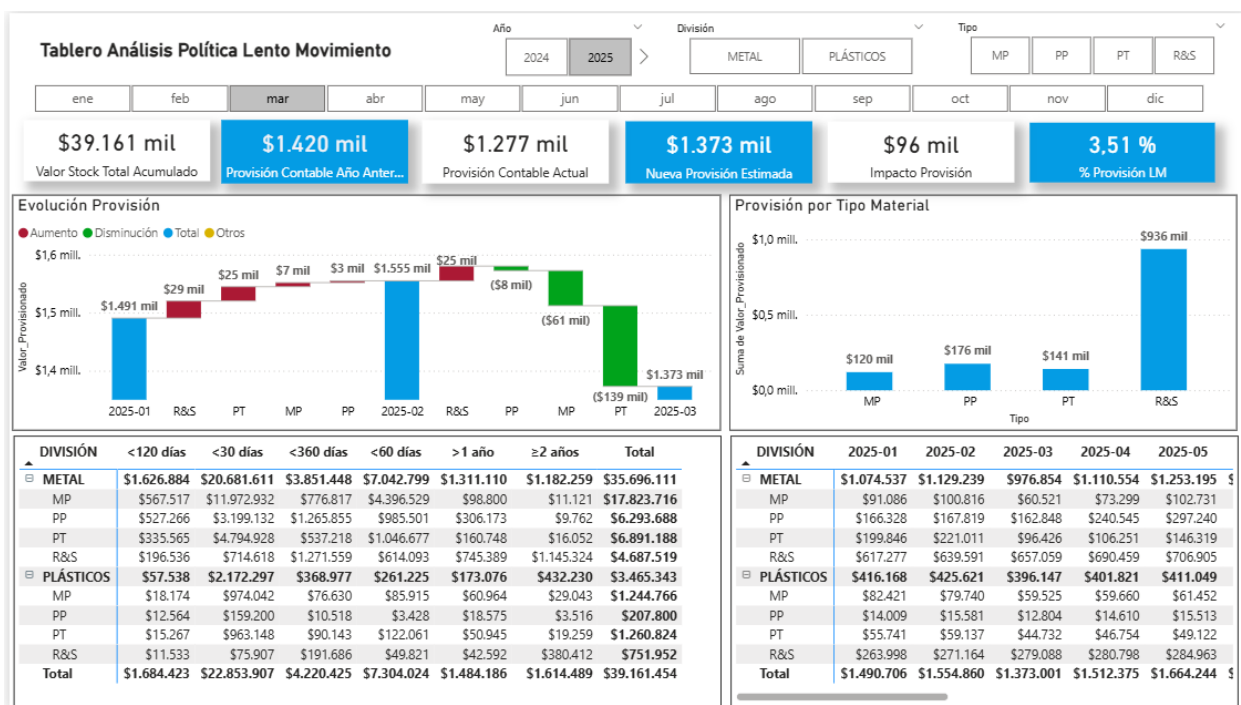 Año División Tipo
Tablero Análisis Política Lento Movimiento
2024 2025 METAL PLÁSTICOS MP PP PT R&S
ene feb mar abr may jun jul ago sep oct nov dic
$39.161 mil $1.420 mil $1.277 mil $1.373 mil $96 mil 3,51 %
Valor Stock Total Acumulado Provisión Contable Año Anter... Provisión Contable Actual Nueva Provisión Estimada Impacto Provisión % Provisión LM
Evolución Provisión
Aumento Disminución Total Otros
Valor_Provisionado
$1,6 mill.
$1,5 mill.
$1,4 mill.
$1.491 mil $29 mil $25 mil $7 mil $3 mil $1.555 mil $25 mil ($8 mil) ($61 mil) ($139 mil) $1.373 mil
2025-01 R&S PT MP PP 2025-02 R&S PP MP PT 2025-03
Provisión por Tipo Material
Suma de Valor_Provisionado
$1,0 mill.
$0,5 mill.
$0,0 mill.
$120 mil $176 mil $141 mil $936 mil
MP PP PT R&S
Tipo
DIVISIÓN <120 días <30 días <360 días <60 días >1 año ≥2 años Total
METAL $1.626.884 $20.681.611 $3.851.448 $7.042.799 $1.311.110 $1.182.259 $35.696.111
MP $567.517 $11.972.932 $776.817 $4.396.529 $98.800 $11.121 $17.823.716
PP $527.266 $3.199.132 $1.265.855 $985.501 $306.173 $9.762 $6.293.688
PT $335.565 $4.794.928 $537.218 $1.046.677 $160.748 $16.052 $6.891.188
R&S $196.536 $714.618 $1.271.559 $614.093 $745.389 $1.145.324 $4.687.519
PLÁSTICOS $57.538 $2.172.297 $368.977 $261.225 $173.076 $432.230 $3.465.343
MP $18.174 $974.042 $76.630 $85.915 $60.964 $29.043 $1.244.766
PP $12.564 $159.200 $10.518 $3.428 $18.575 $3.516 $207.800
PT $15.267 $963.148 $90.143 $122.061 $50.945 $19.259 $1.260.824
R&S $11.533 $75.907 $191.686 $49.821 $42.592 $380.412 $751.952
Total $1.684.423 $22.853.907 $4.220.425 $7.304.024 $1.484.186 $1.614.489 $39.161.454
DIVISIÓN 2025-01 2025-02 2025-03 2025-04 2025-05
METAL $1.074.537 $1.129.239 $976.854 $1.110.554 $1.253.195 $
MP $91.086 $100.816 $60.521 $73.299 $102.731
PP $166.328 $167.819 $162.848 $240.545 $297.240
PT $199.846 $221.011 $96.426 $106.251 $146.319
R&S $617.277 $639.591 $657.059 $690.459 $706.905
PLÁSTICOS $416.168 $425.621 $396.147 $401.821 $411.049
MP $82.421 $79.740 $59.525 $59.660 $61.452
PP $14.009 $15.581 $12.804 $14.610 $15.513
PT $55.741 $59.137 $44.732 $46.754 $49.122
R&S $263.998 $271.164 $279.088 $280.798 $284.963
Total $1.490.706 $1.554.860 $1.373.001 $1.512.375 $1.664.244 $